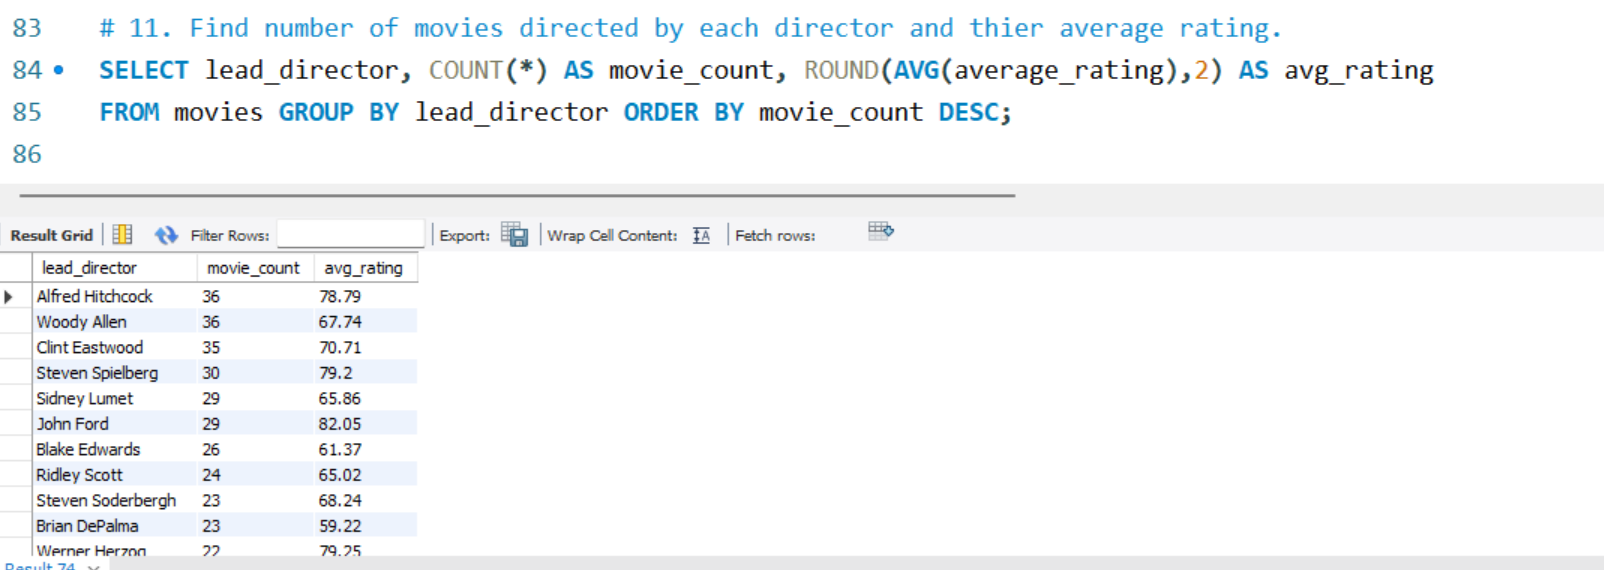 83 # 11. Find number of movies directed by each director and thier average rating.
84 SELECT lead_director, COUNT(*) AS movie_count, ROUND(AVG(average_rating),2) AS avg_rating
85 FROM movies GROUP BY lead_director ORDER BY movie_count DESC;
86
Result Grid Filter Rows: Export: Wrap Cell Content: Fetch rows:
lead_director movie_count avg_rating
Alfred Hitchcock 36 78.79
Woody Allen 36 67.74
Clint Eastwood 35 70.71
Steven Spielberg 30 79.2
Sidney Lumet 29 65.86
John Ford 29 82.05
Blake Edwards 26 61.37
Ridley Scott 24 65.02
Steven Soderbergh 23 68.24
Brian DePalma 23 59.22
Werner Herzog 22 79.25
Result 74